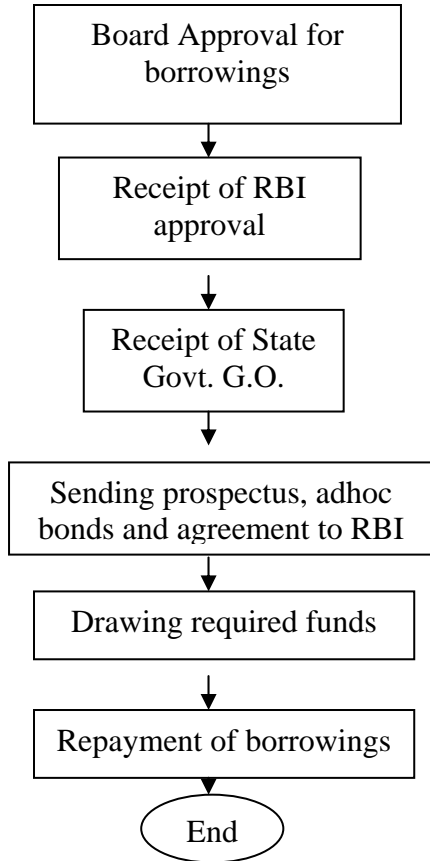 Board Approval for
borrowings
Receipt of RBI
approval
Receipt of State
Govt. G.O.
Sending prospectus, adhoc
bonds and agreement to RBI
Drawing required funds
Repayment of borrowings
End